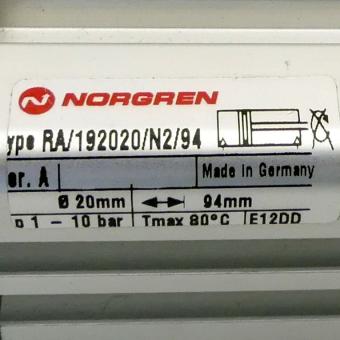 NORGREN
ype RA/192020/N2/94
er. A Made in Germany
Ø 20mm 94mm
p 1 - 10 bar Tmax 80°C E12DD